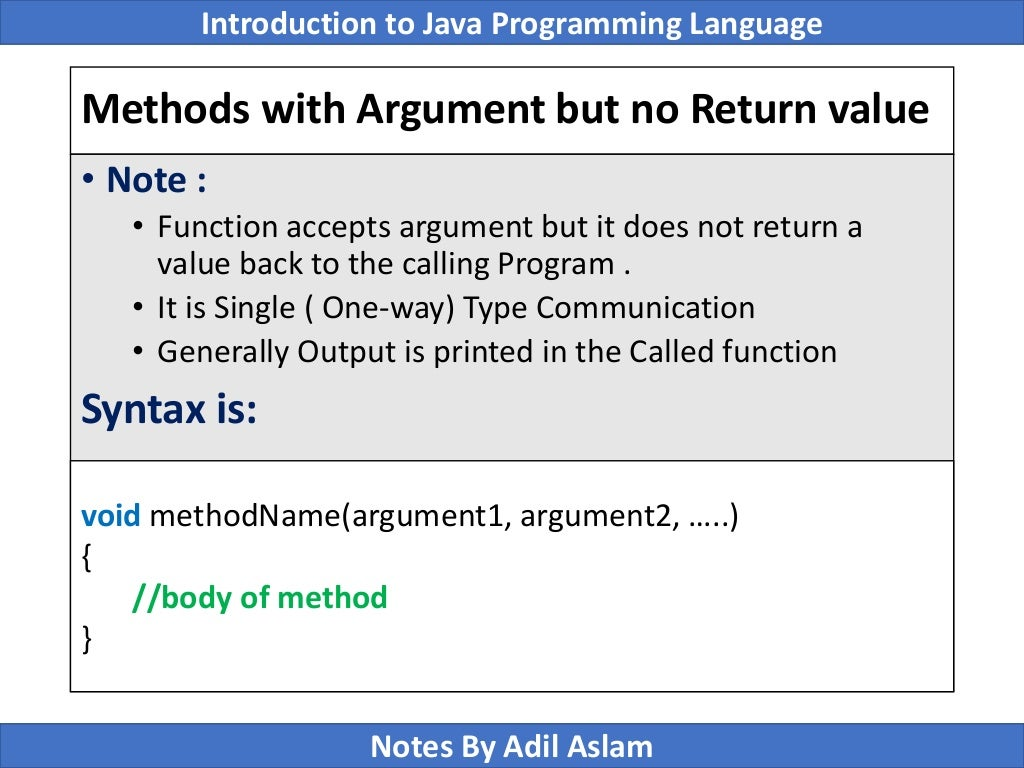 Introduction to Java Programming Language
Methods with Argument but no Return value
• Note :
• Function accepts argument but it does not return a
value back to the calling Program .
• It is Single ( One-way) Type Communication
• Generally Output is printed in the Called function
Syntax is:
void methodName(argument1, argument2, …..)
{
//body of method
}
Notes By Adil Aslam